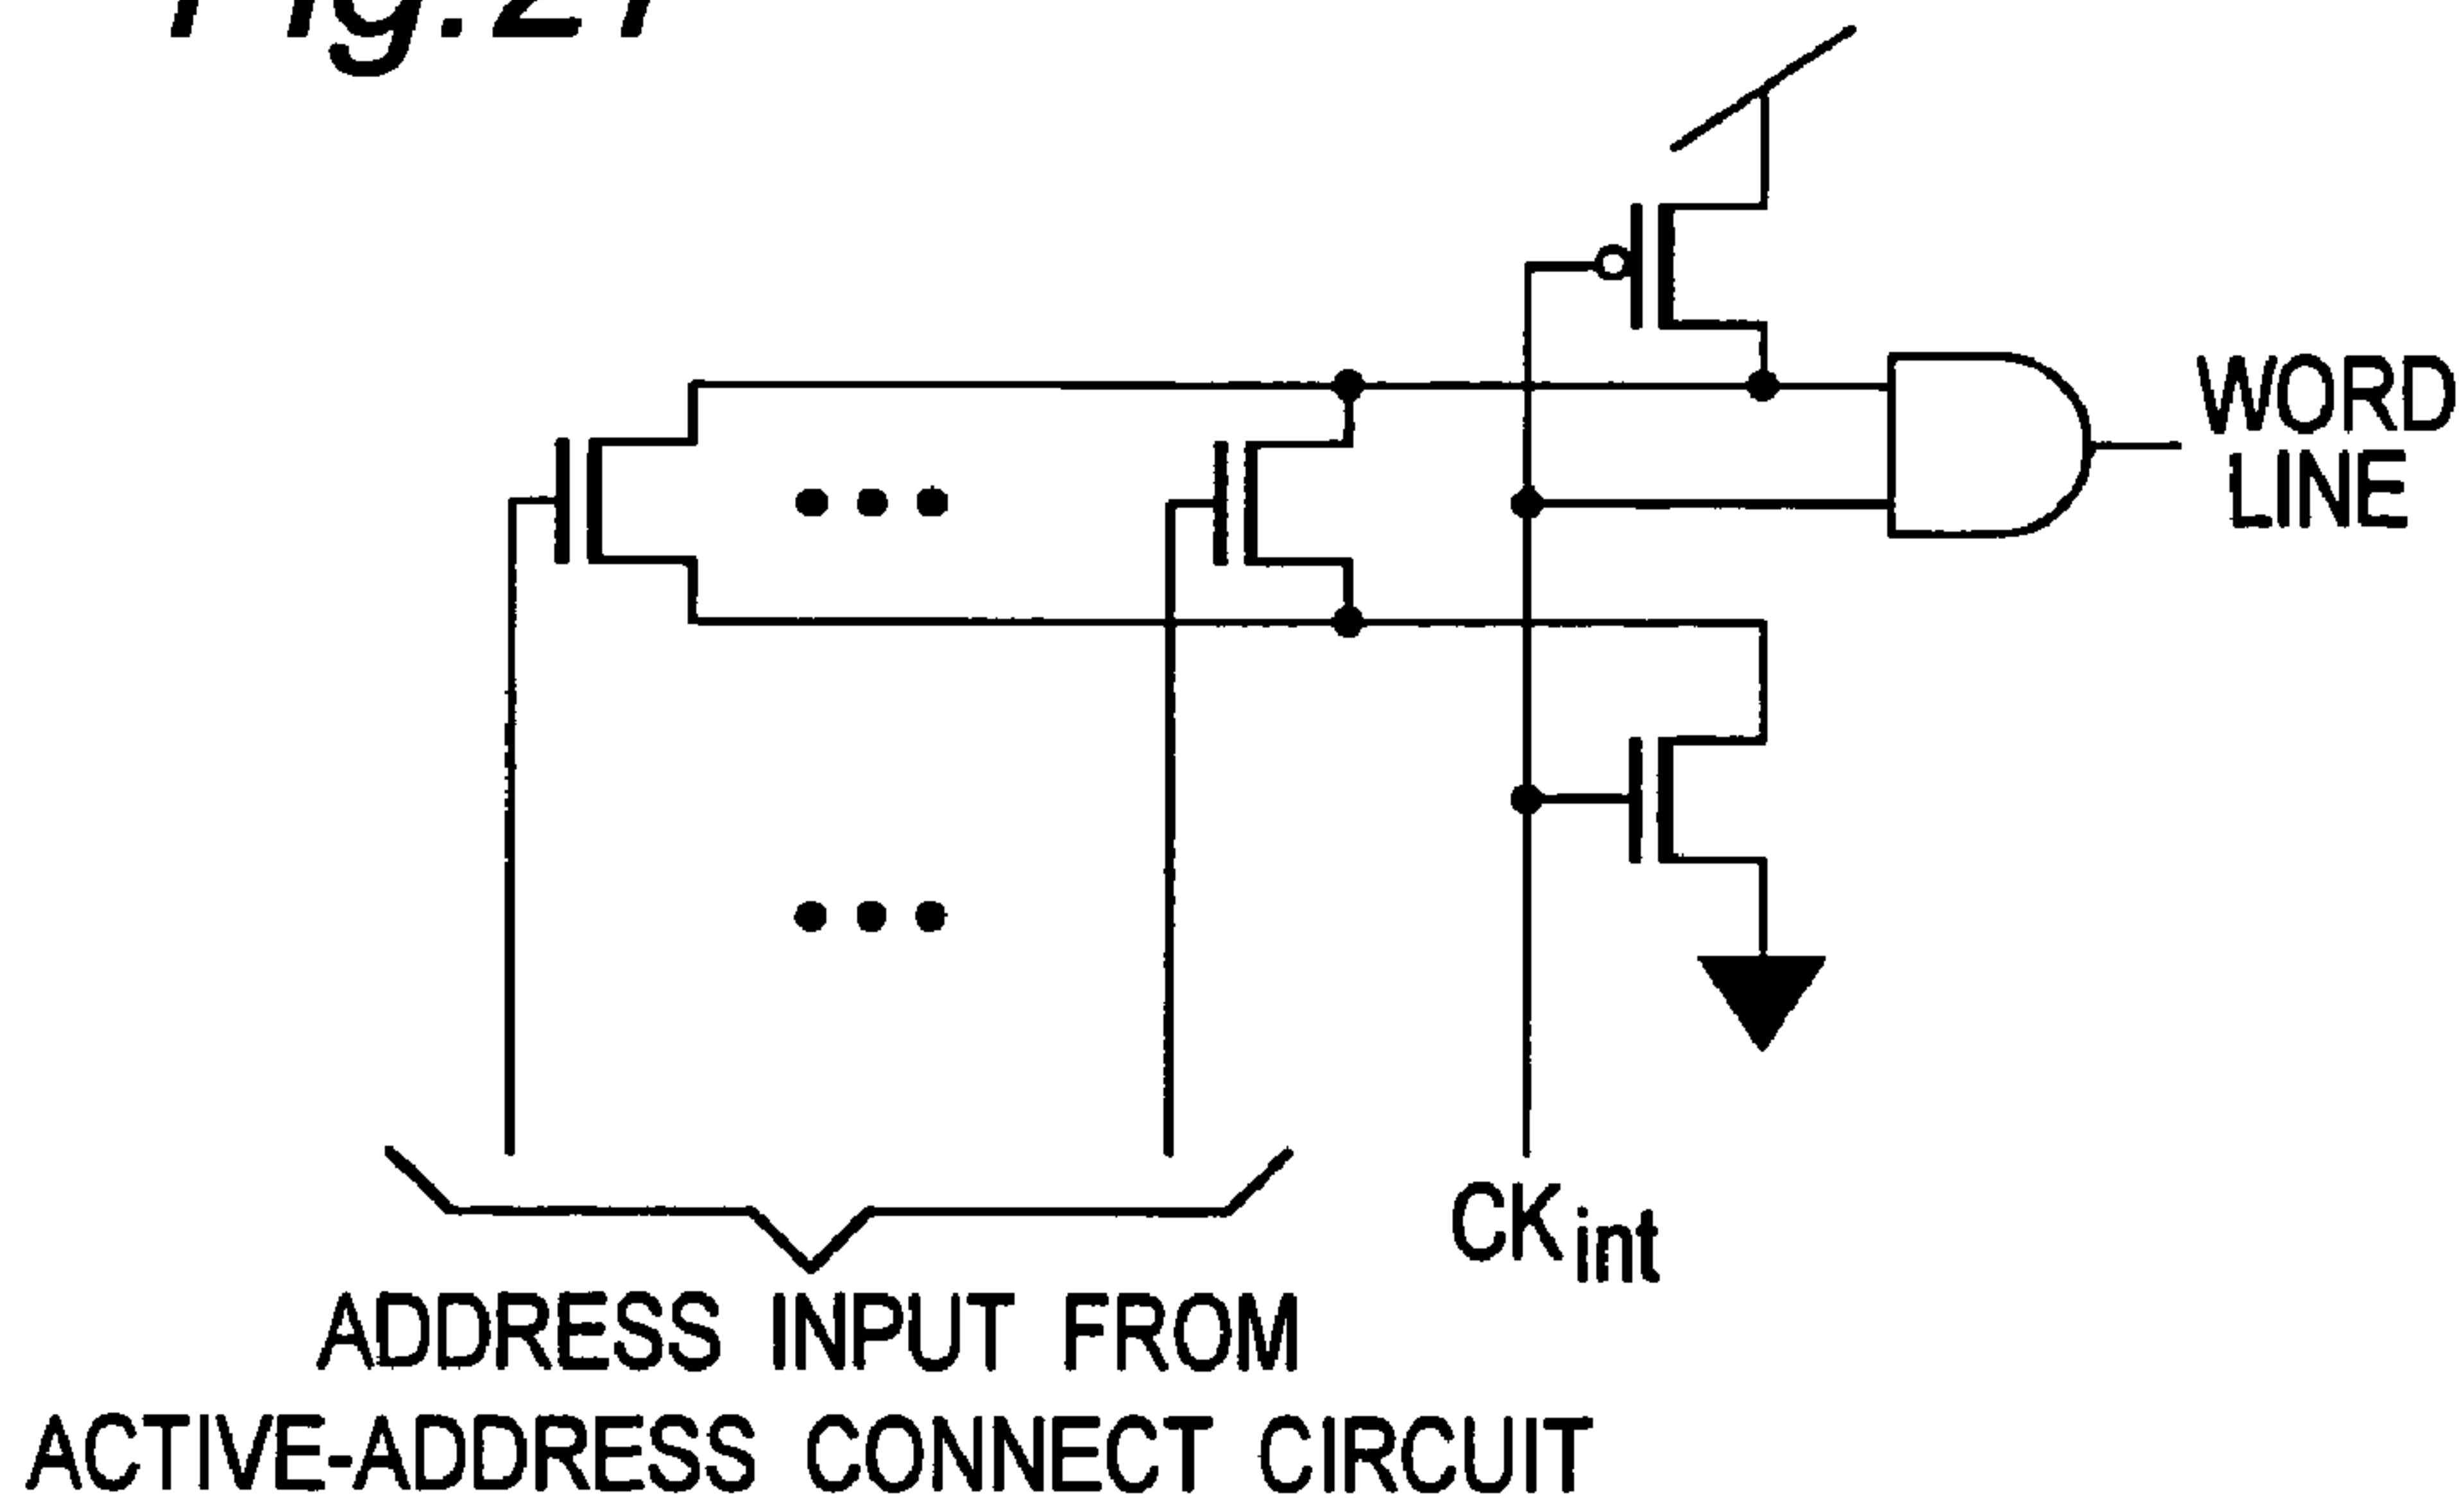 WORD
LINE
CKint
ADDRESS INPUT FROM
ACTIVE-ADDRESS CONNECT CIRCUIT